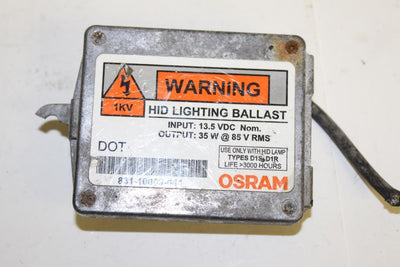 WARNING
1KV
HID LIGHTING BALLAST
INPUT: 13.5 VDC Nom.
OUTPUT: 35 W @ 85 V RMS
DOT
USE ONLY WITH HID LAMP
TYPES D1S, D1R
LIFE >3000 HOURS
OSRAM